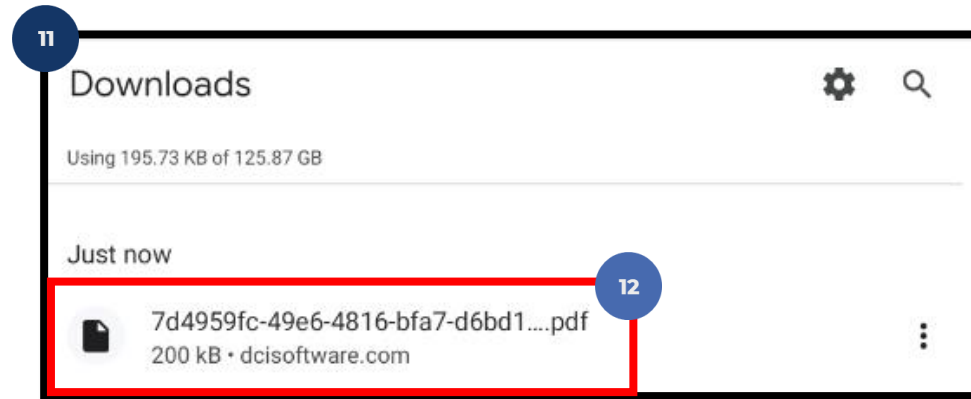 11
Downloads
Using 195.73 KB of 125.87 GB
Just now
12
7d4959fc-49e6-4816-bfa7-d6bd1....pdf
200 kB • dcisoftware.com